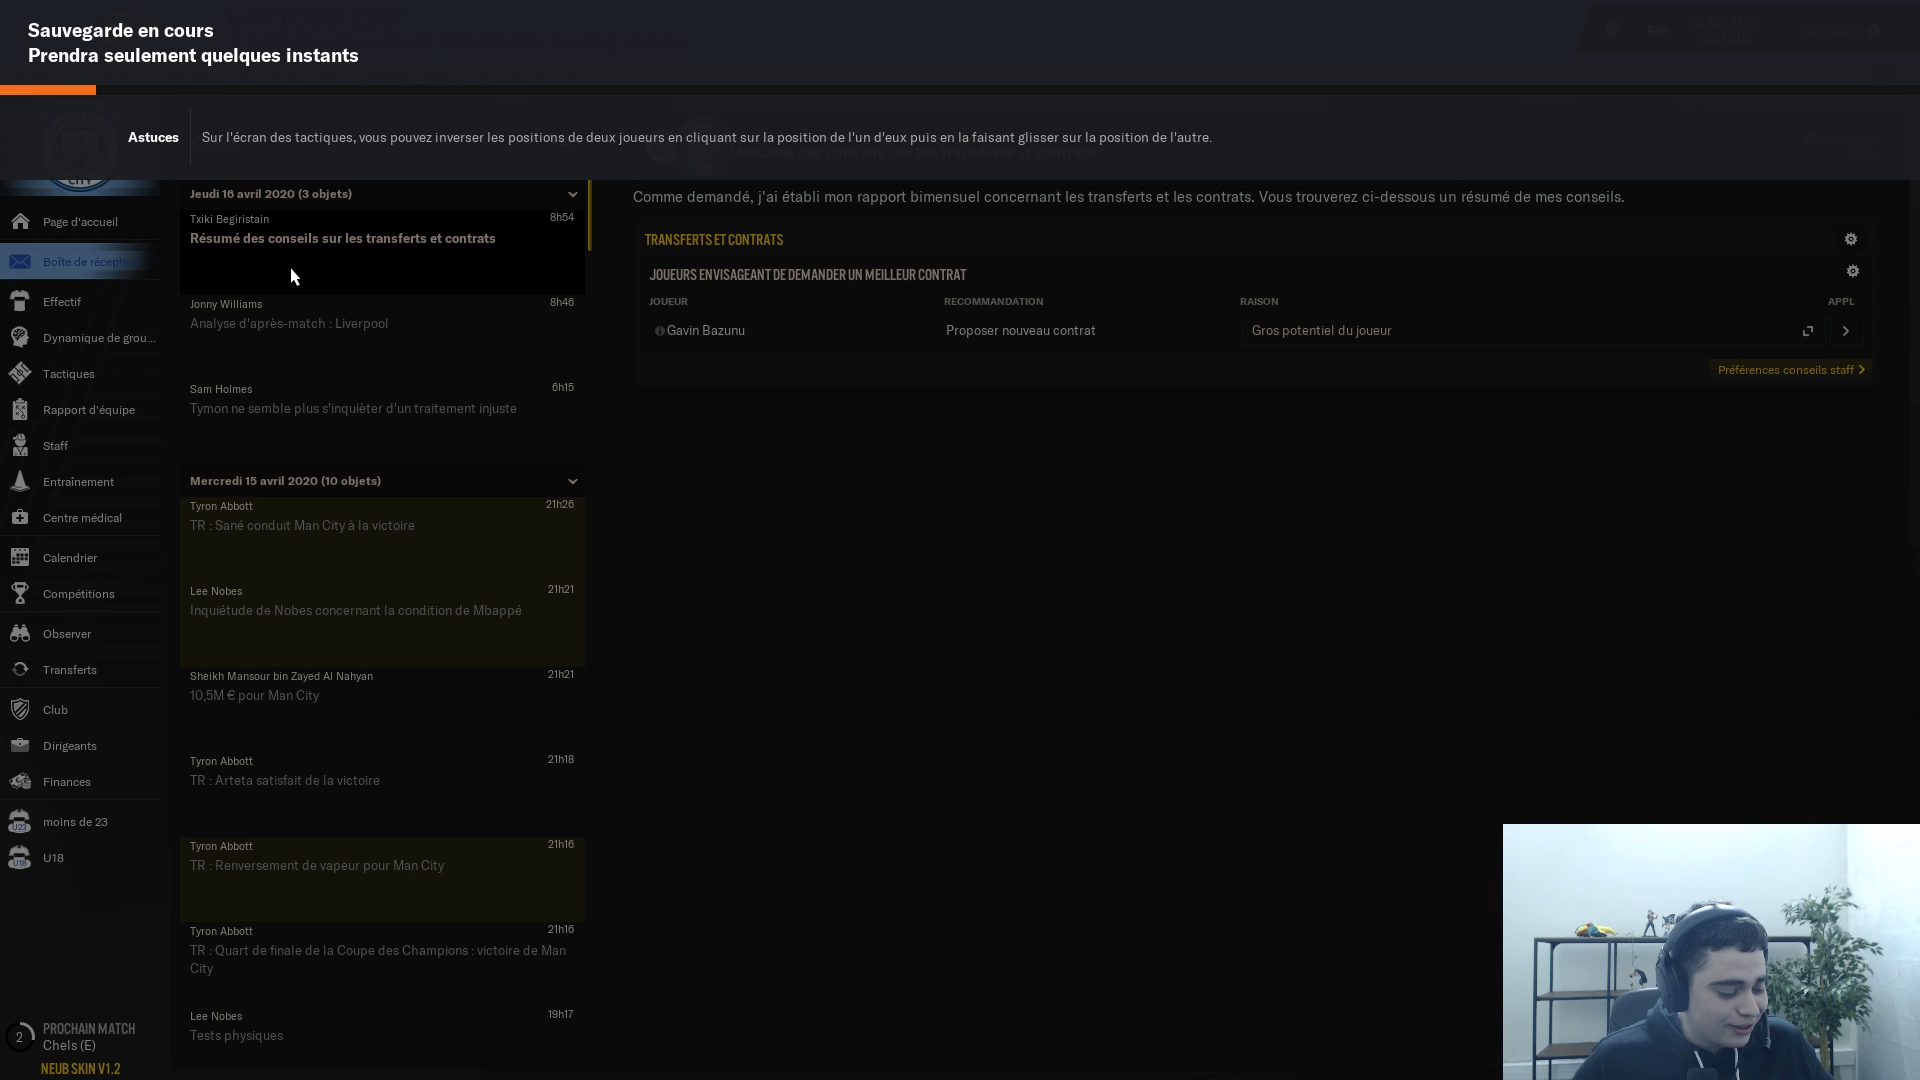 Sauvegarde en cours
Prendra seulement quelques instants
Astuces
Sur l'écran des tactiques, vous pouvez inverser les positions de deux joueurs en cliquant sur la position de l'un d'eux puis en la faisant glisser sur la position de l'autre.
CITY
Page d'accueil
Boîte de réception
Effectif
Dynamique de grou...
Tactiques
Rapport d'équipe
Staff
Entraînement
Centre médical
Calendrier
Compétitions
Observer
Transferts
Club
Dirigeants
Finances
U23
moins de 23
U18
U18
2
PROCHAIN MATCH
Chels (E)
NEUB SKIN V1.2
Jeudi 16 avril 2020 (3 objets)
Txiki Begiristain 8h54
Résumé des conseils sur les transferts et contrats
Jonny Williams 8h46
Analyse d'après-match : Liverpool
Sam Holmes 6h15
Tymon ne semble plus s'inquièter d'un traitement injuste
Mercredi 15 avril 2020 (10 objets)
Tyron Abbott 21h26
TR : Sané conduit Man City à la victoire
Lee Nobes 21h21
Inquiétude de Nobes concernant la condition de Mbappé
Sheikh Mansour bin Zayed Al Nahyan 21h21
10,5M € pour Man City
Tyron Abbott 21h18
TR : Arteta satisfait de la victoire
Tyron Abbott 21h16
TR : Renversement de vapeur pour Man City
Tyron Abbott 21h16
TR : Quart de finale de la Coupe des Champions : victoire de Man
City
Lee Nobes 19h17
Tests physiques
Comme demandé, j'ai établi mon rapport bimensuel concernant les transferts et les contrats. Vous trouverez ci-dessous un résumé de mes conseils.
TRANSFERTS ET CONTRATS
JOUEURS ENVISAGEANT DE DEMANDER UN MEILLEUR CONTRAT
JOUEUR RECOMMANDATION RAISON APPL
Gavin Bazunu Proposer nouveau contrat Gros potentiel du joueur
Préférences conseils staff